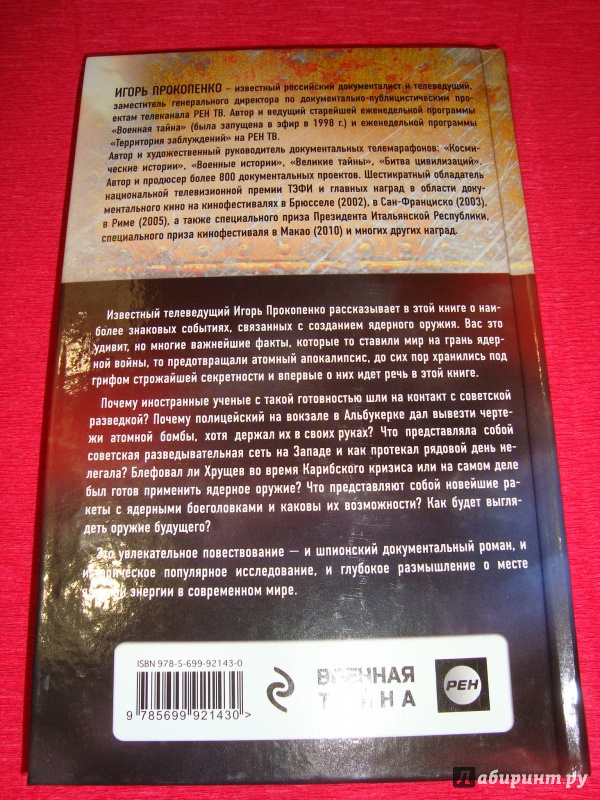 ИГОРЬ ПРОКОПЕНКО – известный российский документалист и телеведущий,
заместитель генерального директора по документально-публицистическим про-
ектам телеканала РЕН ТВ. Автор и ведущий старейшей еженедельной программы
«Военная тайна» (была запущена в эфир в 1998 г.) и еженедельной программы
«Территория заблуждений» на РЕН ТВ.
Автор и художественный руководитель документальных телемарафонов: «Косми-
ческие истории», «Военные истории», «Великие тайны», «Битва цивилизаций».
Автор и продюсер более 800 документальных проектов. Шестикратный обладатель
национальной телевизионной премии ТЭФИ и главных наград в области доку-
ментального кино на кинофестивалях в Брюсселе (2002), в Сан-Франциско (2003),
в Риме (2005), а также специального приза Президента Итальянской Республики,
специального приза кинофестиваля в Макао (2010) и многих других наград.
Известный телеведущий Игорь Прокопенко рассказывает в этой книге о наи-
более знаковых событиях, связанных с созданием ядерного оружия. Вас это
удивит, но многие важнейшие факты, которые то ставили мир на грань ядер-
ной войны, то предотвращали атомный апокалипсис, до сих пор хранились под
грифом строжайшей секретности и впервые о них идет речь в этой книге.
Почему иностранные ученые с такой готовностью шли на контакт с советской
разведкой? Почему полицейский на вокзале в Альбукерке дал вывезти черте-
жи атомной бомбы, хотя держал их в своих руках? Что представляла собой
советская разведывательная сеть на Западе и как протекал рядовой день не-
легала? Блефовал ли Хрущев во время Карибского кризиса или на самом деле
был готов применить ядерное оружие? Что представляют собой новейшие ра-
кеты с ядерными боеголовками и каковы их возможности? Как будет выгля-
деть оружие будущего?
Это увлекательное повествование — и шпионский документальный роман, и
историческое популярное исследование, и глубокое размышление о месте
ядерной энергии в современном мире.
ISBN 978-5-699-92143-0
9 785699 921430 >
ВОЕННАЯ
ТАЙНА
РЕН
Лабиринт.ру